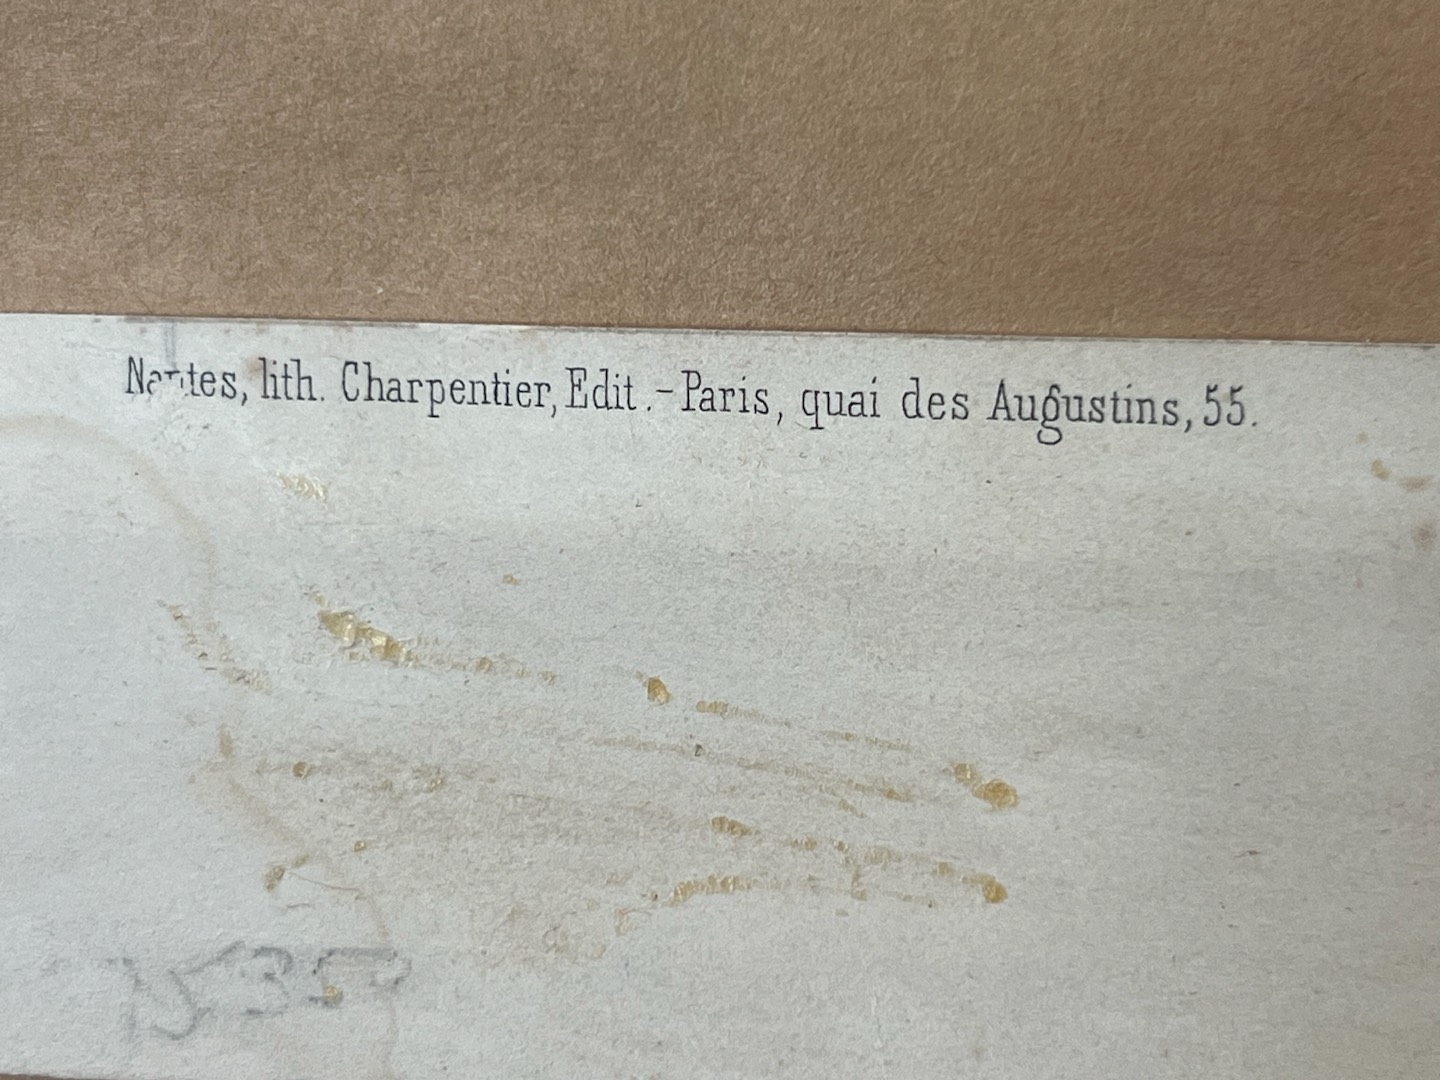 Nantes, lith. Charpentier, Edit.-Paris, quai des Augustins, 55.